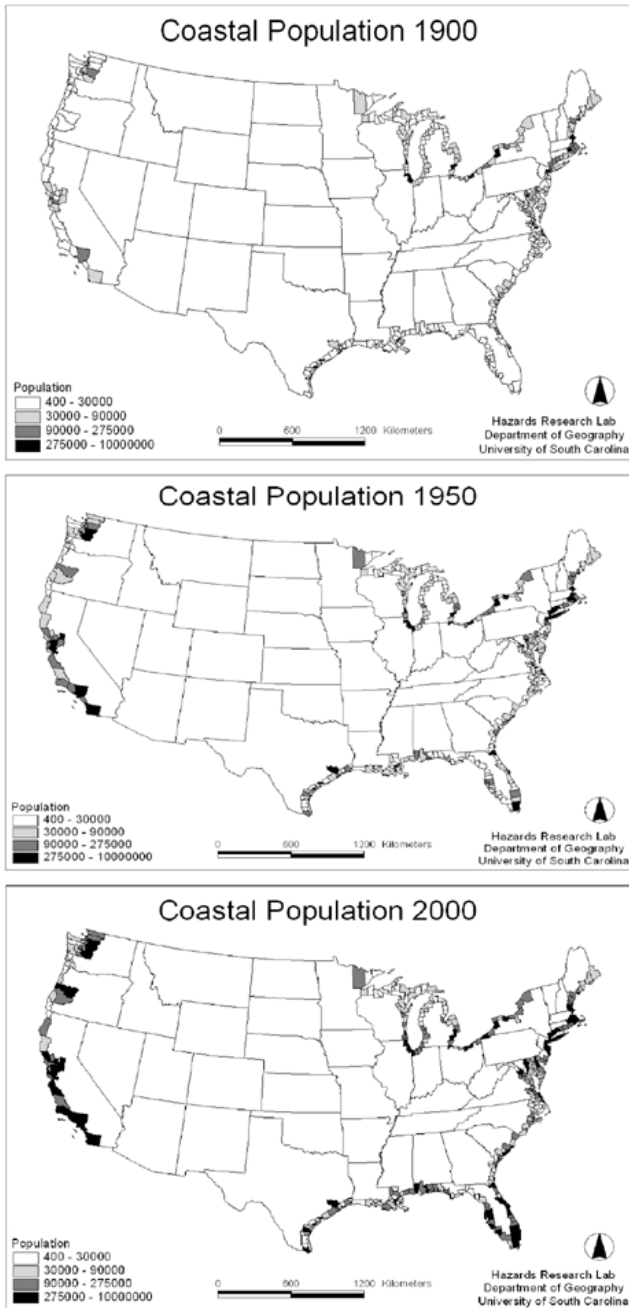 Coastal Population 1900
Population
400 - 30000
30000 - 90000
90000 - 275000
275000 - 10000000
0 600 1200 Kilometers
Hazards Research Lab
Department of Geography
University of South Carolina
Coastal Population 1950
Population
400 - 30000
30000 - 90000
90000 - 275000
275000 - 10000000
0 600 1200 Kilometers
Hazards Research Lab
Department of Geography
University of South Carolina
Coastal Population 2000
Population
400 - 30000
30000 - 90000
90000 - 275000
275000 - 10000000
0 600 1200 Kilometers
Hazards Research Lab
Department of Geography
University of South Carolina